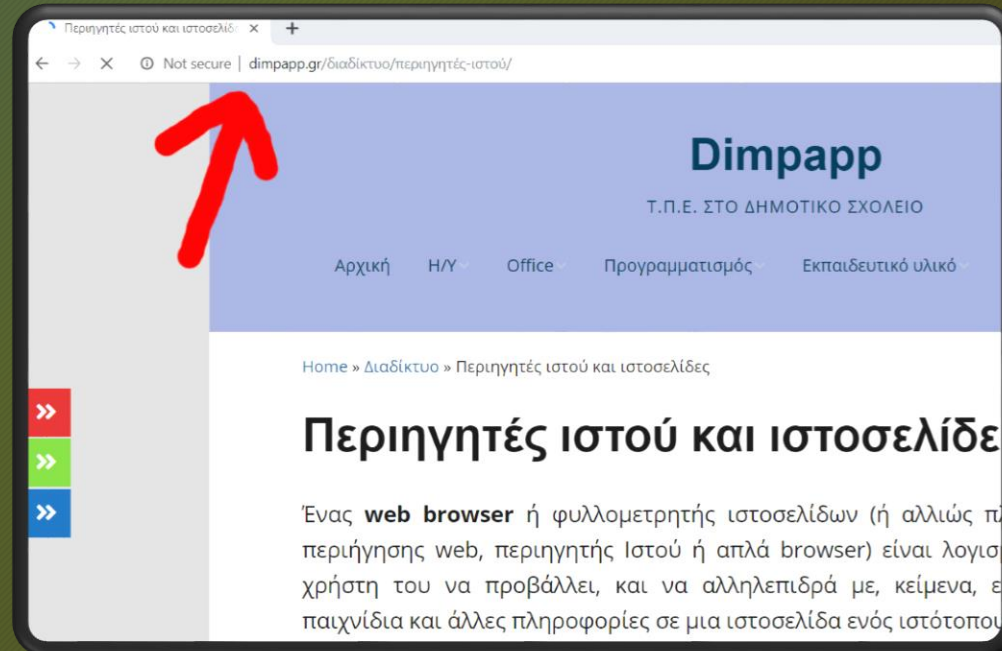 Περιηγητές ιστού και ιστοσελίδ
Not secure | dimpapp.gr/διαδίκτυο/περιηγητές-ιστού/
Dimpapp
Τ.Π.Ε. ΣΤΟ ΔΗΜΟΤΙΚΟ ΣΧΟΛΕΙΟ
Αρχική Η/Υ Office Προγραμματισμός Εκπαιδευτικό υλικό
Home » Διαδίκτυο » Περιηγητές ιστού και ιστοσελίδες
Περιηγητές ιστού και ιστοσελίδε
Ένας web browser ή φυλλομετρητής ιστοσελίδων (ή αλλιώς πλ
περιήγησης web, περιηγητής Ιστού ή απλά browser) είναι λογισμ
χρήστη του να προβάλλει, και να αλληλεπιδρά με, κείμενα, ε
παιχνίδια και άλλες πληροφορίες σε μια ιστοσελίδα ενός ιστότοπου